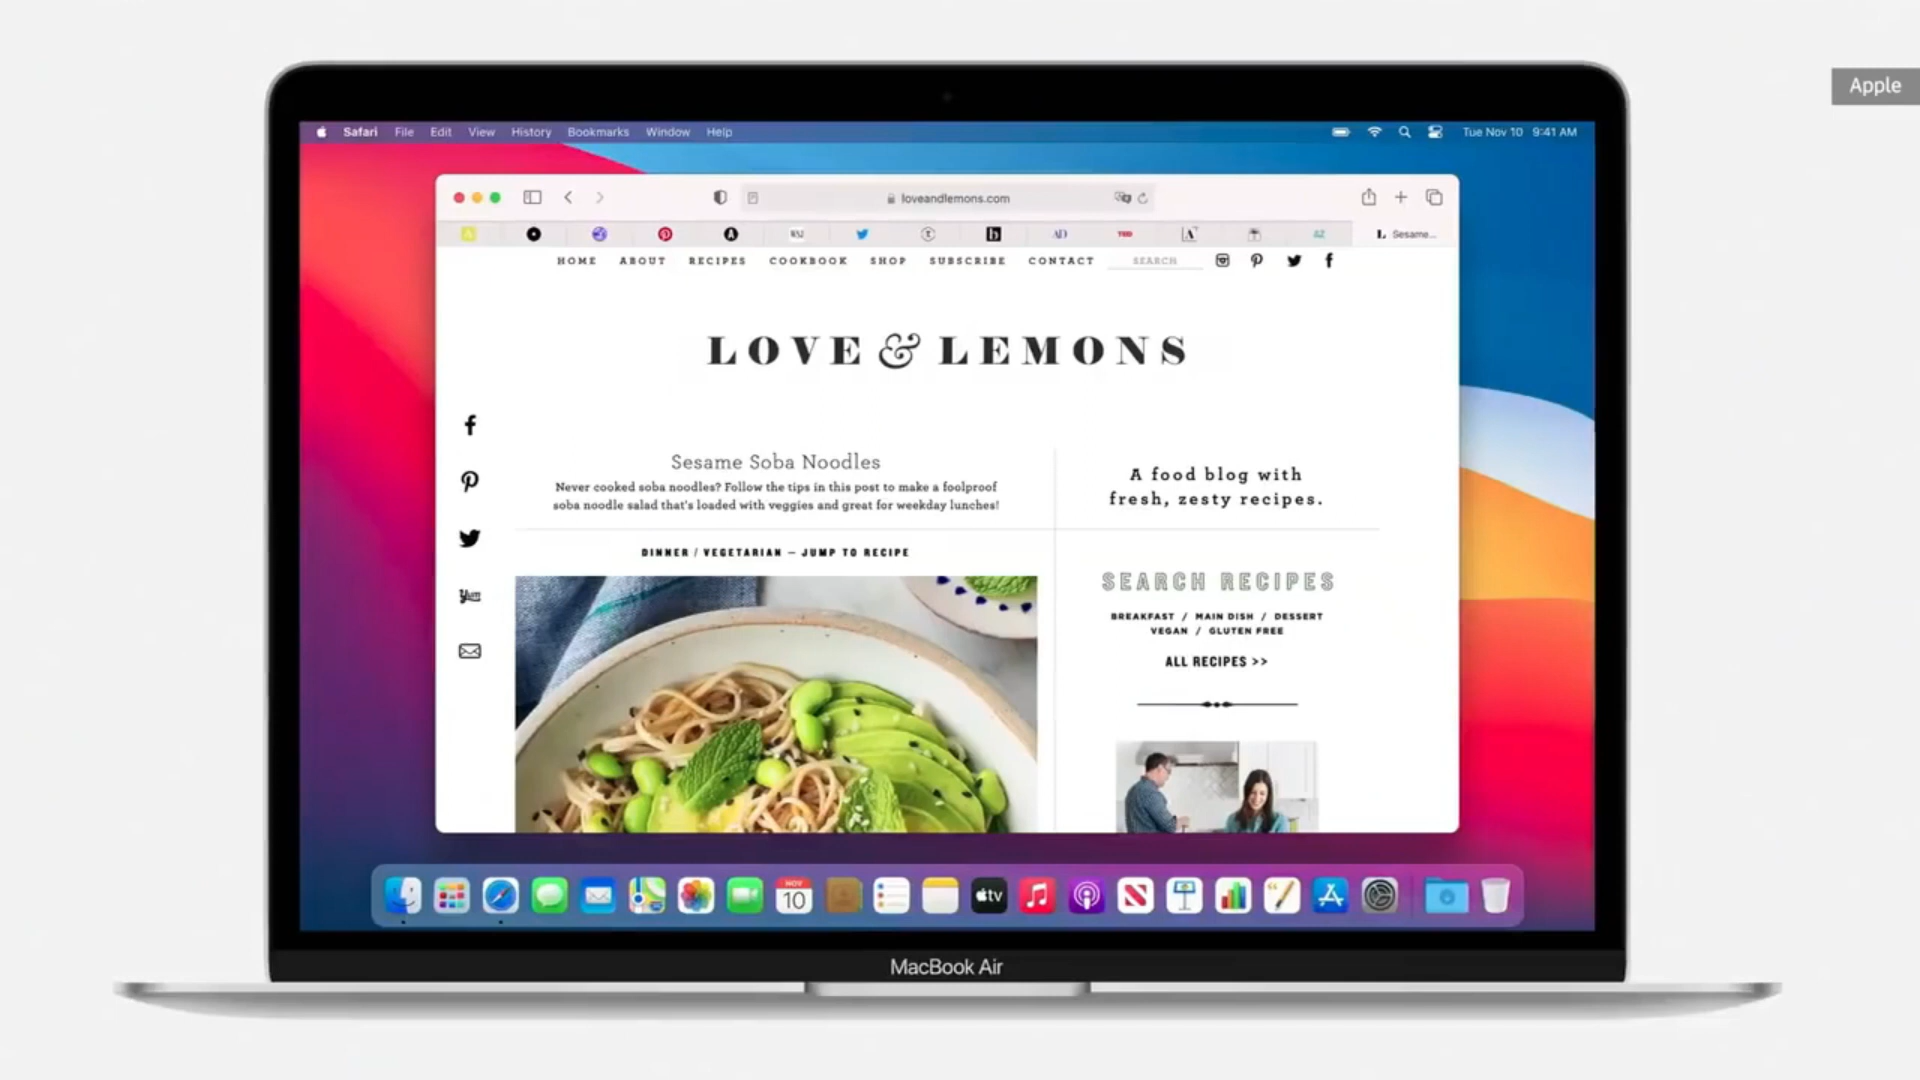 Apple
Safari File Edit View History Bookmarks Window Help Tue Nov 10 9:41 AM
loveandlemons.com
A WSJ AD TED A Sesame...
HOME ABOUT RECIPES COOKBOOK SHOP SUBSCRIBE CONTACT SEARCH
LOVE & LEMONS
Sesame Soba Noodles
Never cooked soba noodles? Follow the tips in this post to make a foolproof
soba noodle salad that's loaded with veggies and great for weekday lunches!
DINNER / VEGETARIAN — JUMP TO RECIPE
Yum
A food blog with
fresh, zesty recipes.
SEARCH RECIPES
BREAKFAST / MAIN DISH / DESSERT
VEGAN / GLUTEN FREE
ALL RECIPES >>
NOV
10
tv
MacBook Air